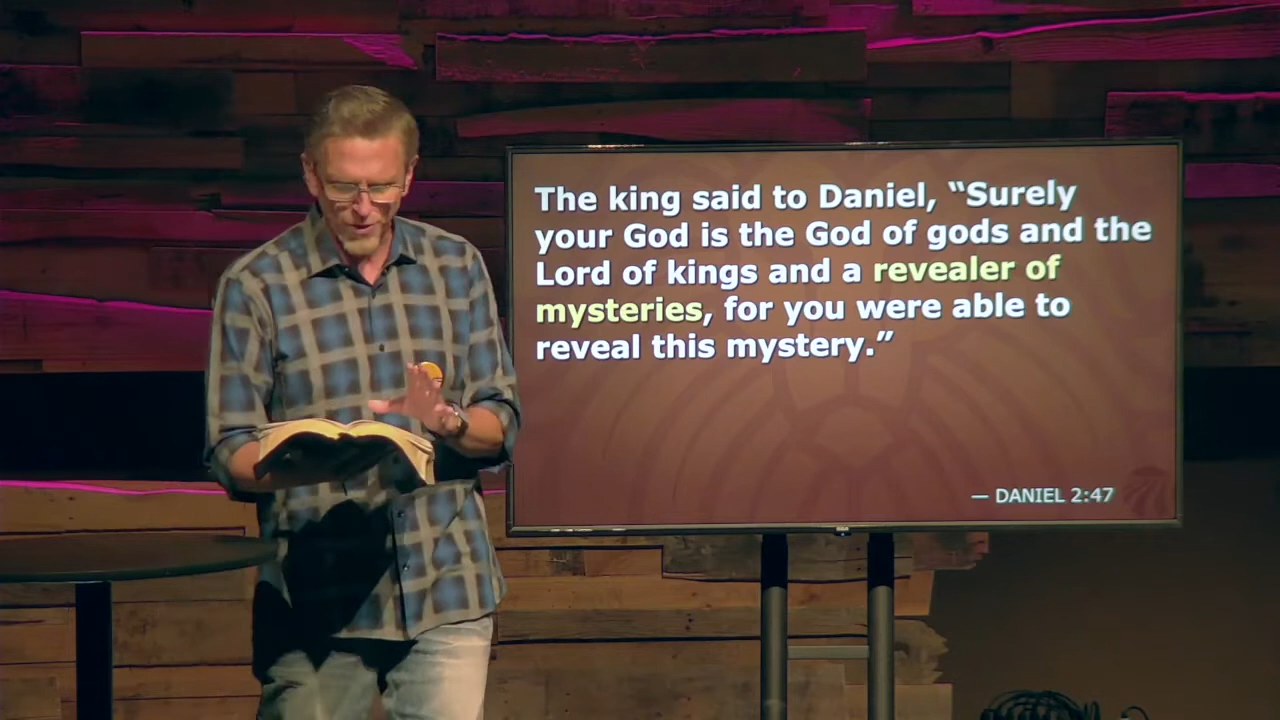 The king said to Daniel, “Surely
your God is the God of gods and the
Lord of kings and a revealer of
mysteries, for you were able to
reveal this mystery.”
— DANIEL 2:47